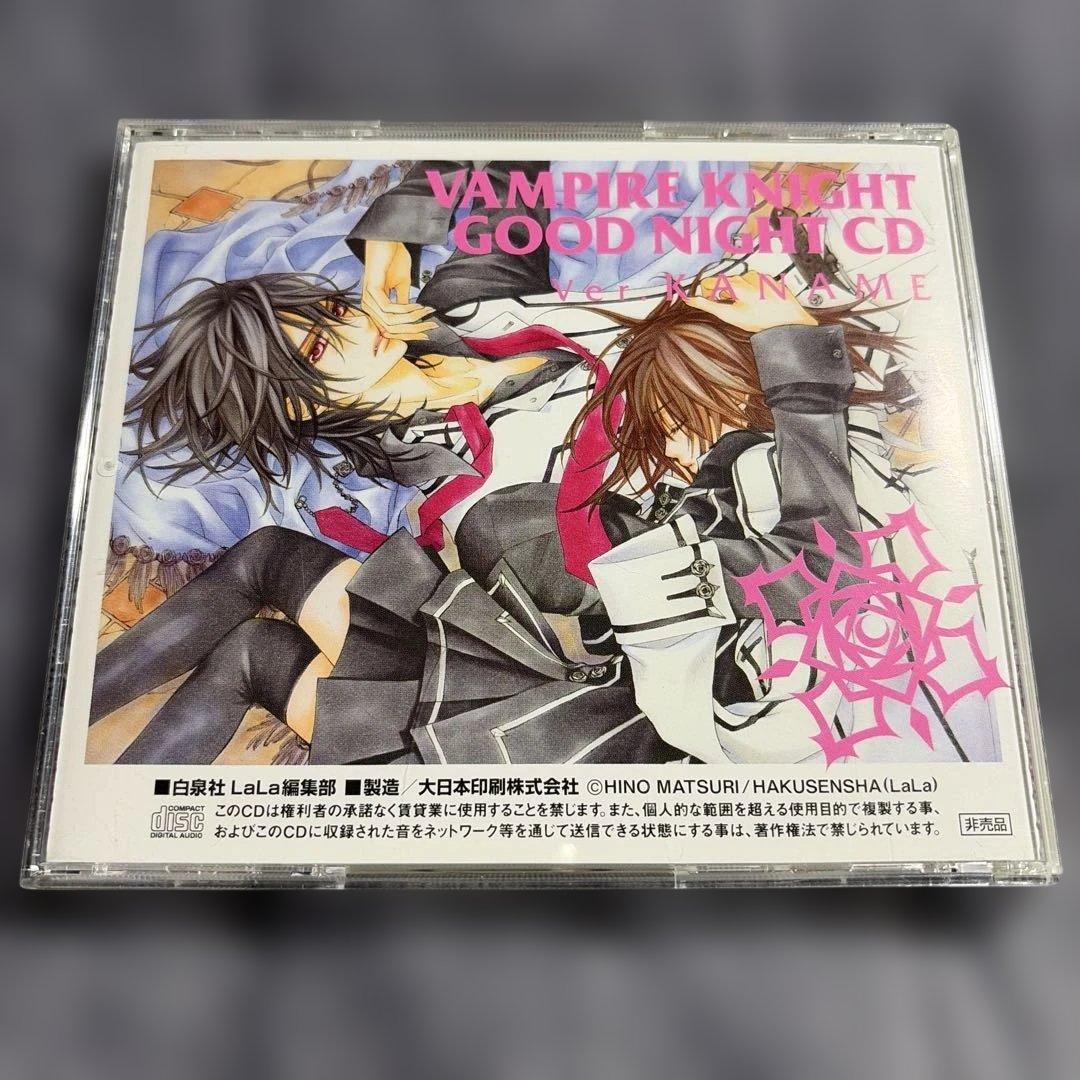 VAMPIRE KNIGHT
GOOD NIGHT CD
Ver. KANAME
■白泉社 LaLa編集部 ■製造／大日本印刷株式会社 ©HINO MATSURI/HAKUSENSHA(LaLa)
COMPACT
disc
DIGITAL AUDIO
このCDは権利者の承諾なく賃貸業に使用することを禁じます。また、個人的な範囲を超える使用目的で複製する事、
およびこのCDに収録された音をネットワーク等を通じて送信できる状態にする事は、著作権法で禁じられています。
非売品